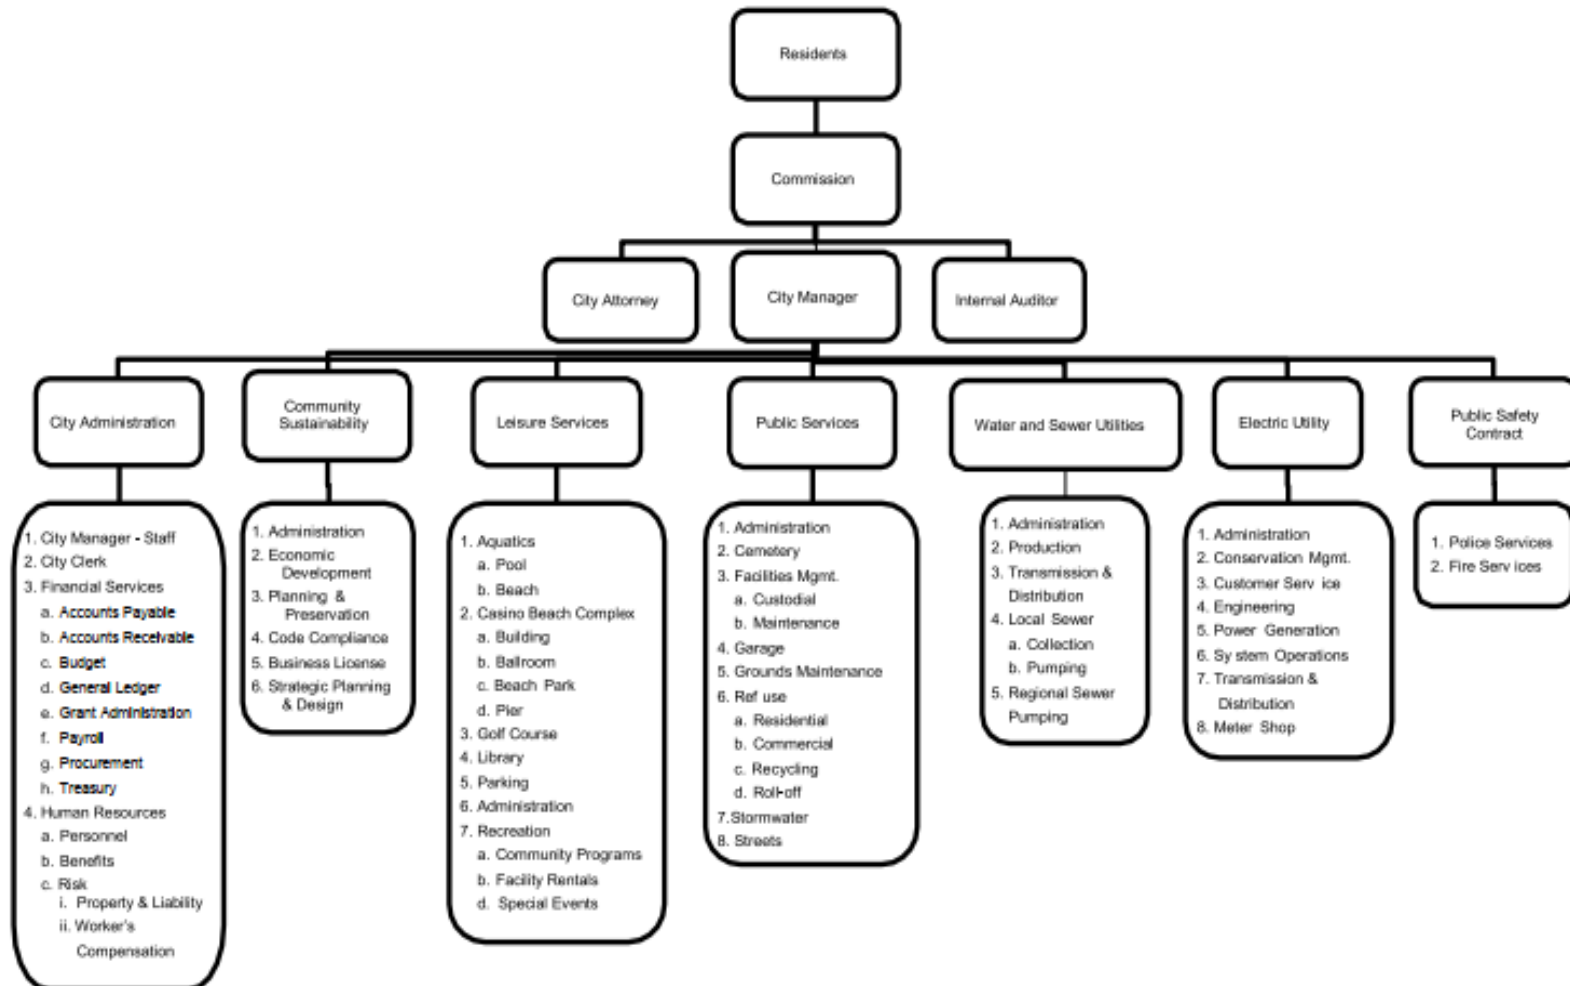 Residents
Commission
City Attorney
City Manager
Internal Auditor
City Administration
Community
Sustainability
Leisure Services
Public Services
Water and Sewer Utilities
Electric Utility
Public Safety
Contract
1. City Manager - Staff
2. City Clerk
3. Financial Services
a. Accounts Payable
b. Accounts Receivable
c. Budget
d. General Ledger
e. Grant Administration
f. Payroll
g. Procurement
h. Treasury
4. Human Resources
a. Personnel
b. Benefits
c. Risk
i. Property & Liability
ii. Worker's
Compensation
1. Administration
2. Economic
Development
3. Planning &
Preservation
4. Code Compliance
5. Business License
6. Strategic Planning
& Design
1. Aquatics
a. Pool
b. Beach
2. Casino Beach Complex
a. Building
b. Ballroom
c. Beach Park
d. Pier
3. Golf Course
4. Library
5. Parking
6. Administration
7. Recreation
a. Community Programs
b. Facility Rentals
d. Special Events
1. Administration
2. Cemetery
3. Facilities Mgmt.
a. Custodial
b. Maintenance
4. Garage
5. Grounds Maintenance
6. Ref use
a. Residential
b. Commercial
c. Recycling
d. Roll-off
7.Stormwater
8. Streets
1. Administration
2. Production
3. Transmission &
Distribution
4. Local Sewer
a. Collection
b. Pumping
5. Regional Sewer
Pumping
1. Administration
2. Conservation Mgmt.
3. Customer Serv ice
4. Engineering
5. Power Generation
6. Sy stem Operations
7. Transmission &
Distribution
8. Meter Shop
1. Police Services
2. Fire Serv ices